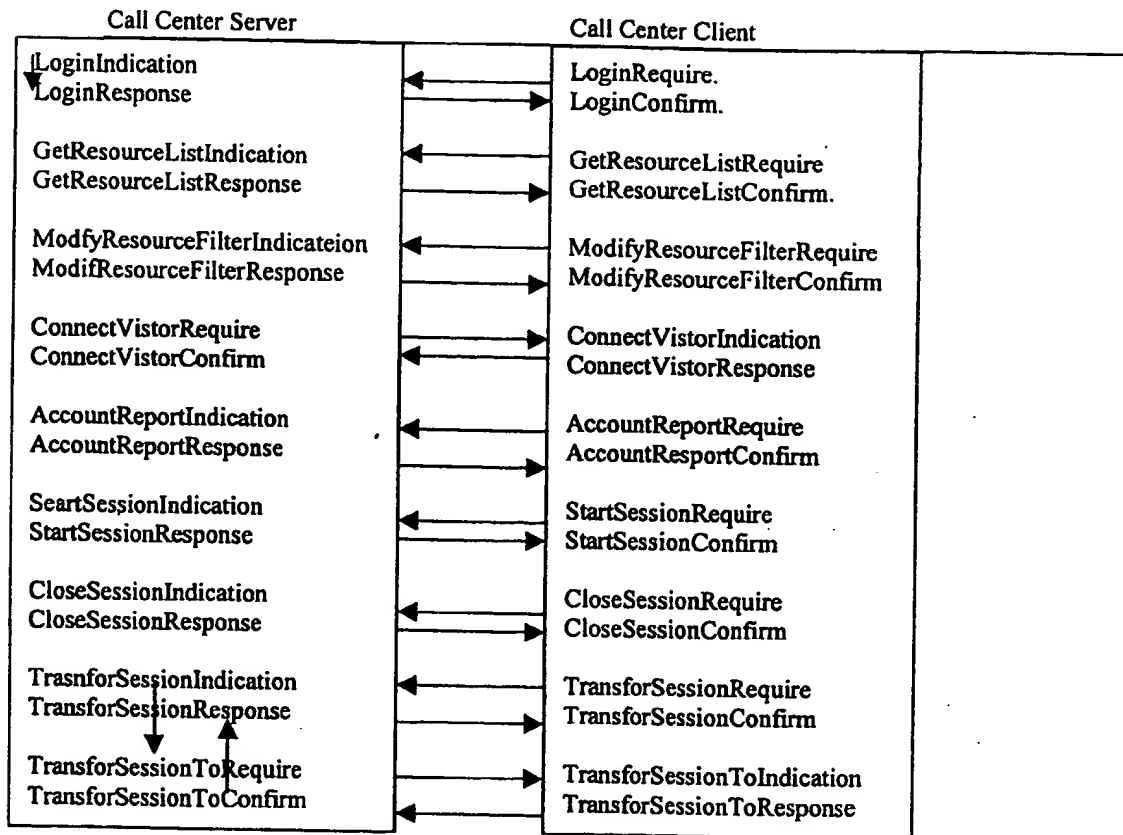 Call Center Server
Call Center Client
LoginIndication
LoginResponse
LoginRequire.
LoginConfirm.
GetResourceListIndication
GetResourceListResponse
GetResourceListRequire
GetResourceListConfirm.
ModfyResourceFilterIndicateion
ModifResourceFilterResponse
ModifyResourceFilterRequire
ModifyResourceFilterConfirm
ConnectVistorRequire
ConnectVistorConfirm
ConnectVistorIndication
ConnectVistorResponse
AccountReportIndication
AccountReportResponse
AccountReportRequire
AccountResportConfirm
SeartSessionIndication
StartSessionResponse
StartSessionRequire
StartSessionConfirm
CloseSessionIndication
CloseSessionResponse
CloseSessionRequire
CloseSessionConfirm
TrasnforSessionIndication
TransforSessionResponse
TransforSessionRequire
TransforSessionConfirm
TransforSessionToRequire
TransforSessionToConfirm
TransforSessionToIndication
TransforSessionToResponse